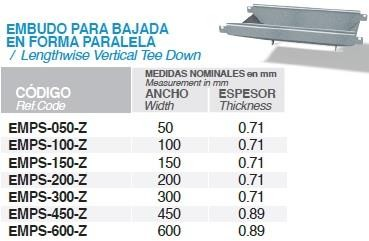 EMBUDO PARA BAJADA
EN FORMA PARALELA
/ Lengthwise Vertical Tee Down
MEDIDAS NOMINALES en mm
Measurement in mm
CÓDIGO ANCHO ESPESOR
Ref.Code Width Thickness
EMPS-050-Z 50 0.71
EMPS-100-Z 100 0.71
EMPS-150-Z 150 0.71
EMPS-200-Z 200 0.71
EMPS-300-Z 300 0.71
EMPS-450-Z 450 0.89
EMPS-600-Z 600 0.89